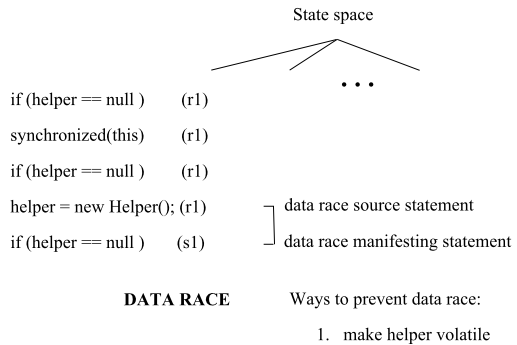 State space
• • •
if (helper == null )	(r1)
synchronized(this)	(r1)
if (helper == null )	(r1)
helper = new Helper(); (r1)	data race source statement
if (helper == null )	(s1)	data race manifesting statement
DATA RACE	Ways to prevent data race:
1. make helper volatile